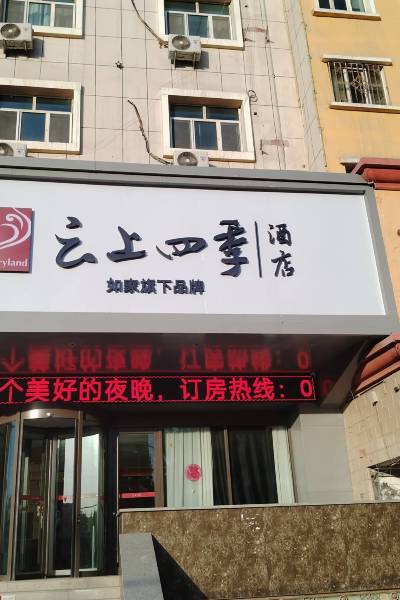 云上四季 酒店
ryland
如家旗下品牌
个美好的夜晚，订房热线：0